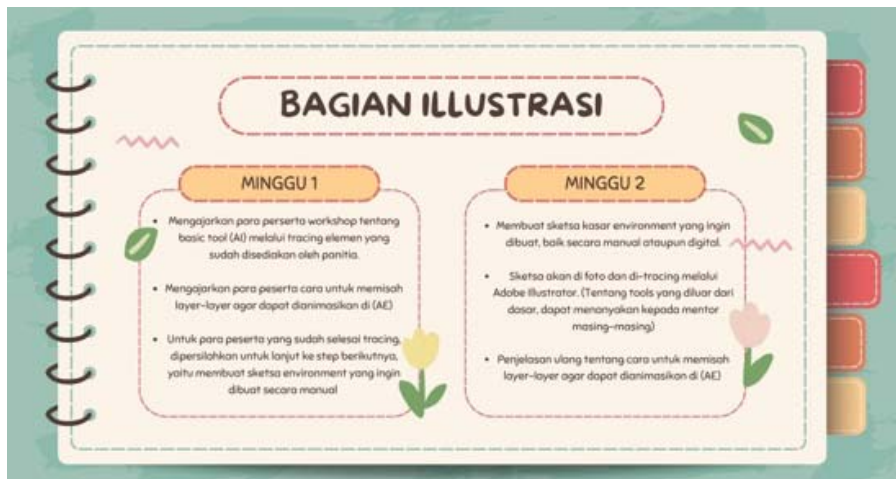 BAGIAN ILLUSTRASI
MINGGU 1
• Mengajarkan para perserta workshop tentang
basic tool (AI) melalui tracing elemen yang
sudah disediakan oleh panitia.
• Mengajarkan para peserta cara untuk memisah
layer-layer agar dapat dianimasikan di (AE)
• Untuk para peserta yang sudah selesai tracing,
dipersilahkan untuk lanjut ke step berikutnya,
yaitu membuat sketsa environment yang ingin
dibuat secara manual
MINGGU 2
• Membuat sketsa kasar environment yang ingin
dibuat, baik secara manual ataupun digital.
• Sketsa akan di foto dan di-tracing melalui
Adobe Illustrator. (Tentang tools yang diluar dari
dasar, dapat menanyakan kepada mentor
masing-masing)
• Penjelasan ulang tentang cara untuk memisah
layer-layer agar dapat dianimasikan di (AE)